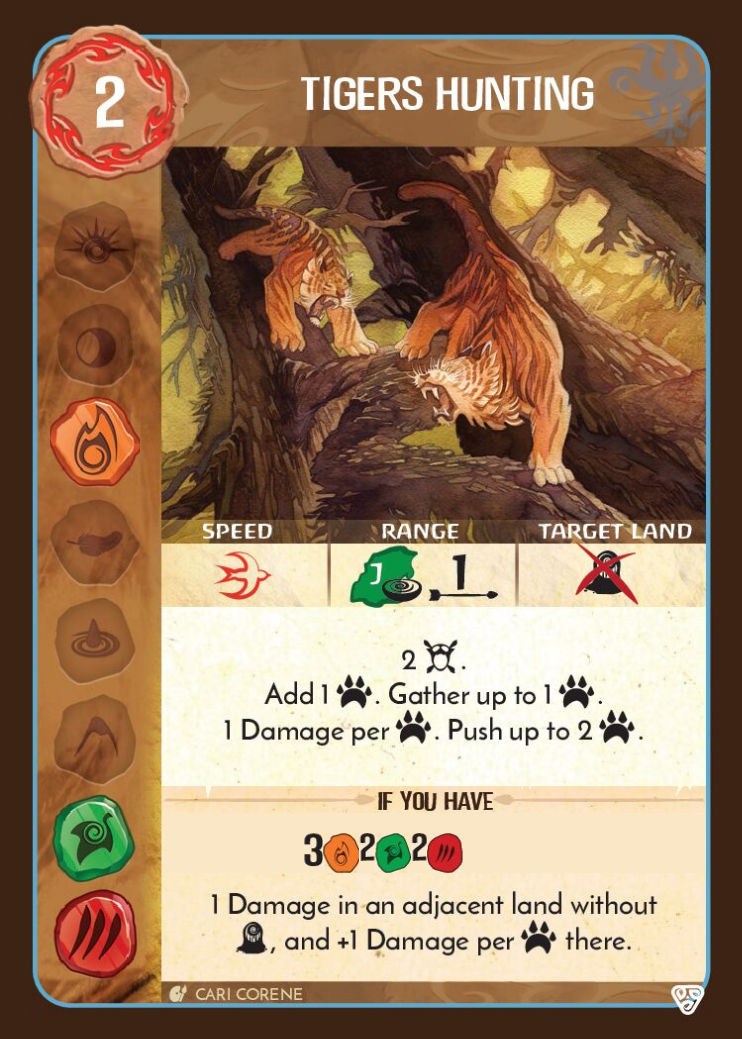 2
TIGERS HUNTING
SPEED RANGE TARGET LAND
J 1
2 .
Add 1 . Gather up to 1 .
1 Damage per . Push up to 2 .
IF YOU HAVE
3 2 2
1 Damage in an adjacent land without
, and +1 Damage per there.
CARI CORENE